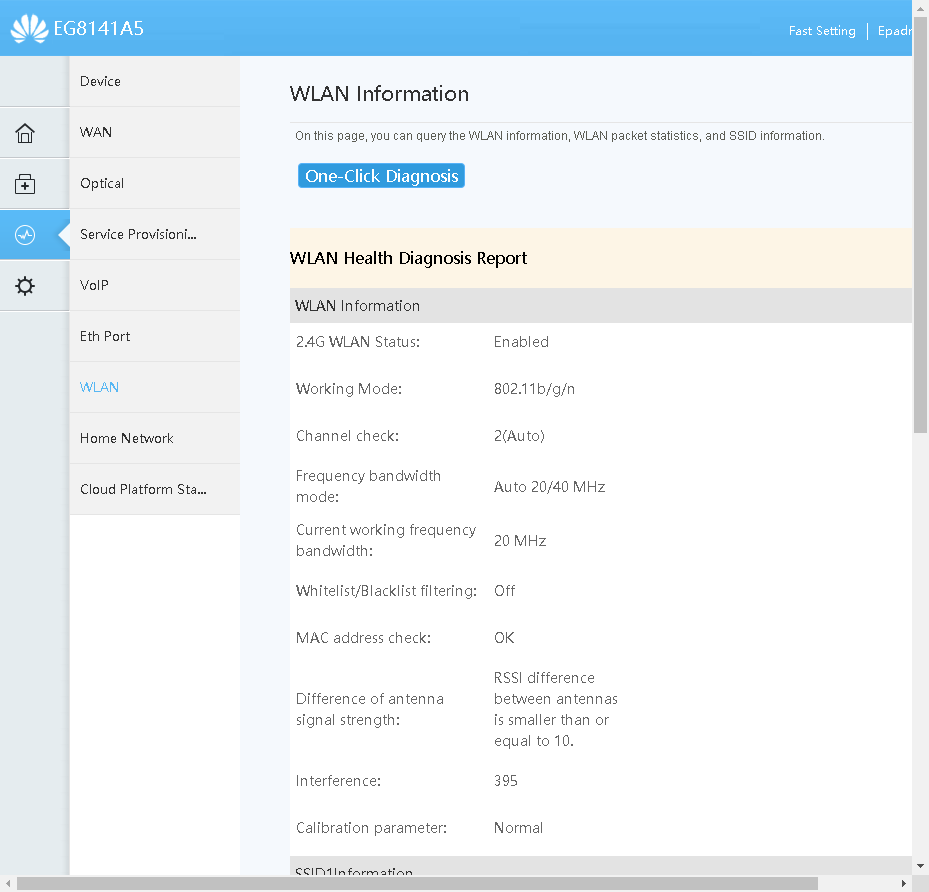 EG8141A5
Fast Setting
Epadr
Device
WAN
Optical
Service Provisioni...
VoIP
Eth Port
WLAN
Home Network
Cloud Platform Sta...
WLAN Information
On this page, you can query the WLAN information, WLAN packet statistics, and SSID information.
One-Click Diagnosis
WLAN Health Diagnosis Report
WLAN Information
2.4G WLAN Status: Enabled
Working Mode: 802.11b/g/n
Channel check: 2(Auto)
Frequency bandwidth
mode: Auto 20/40 MHz
Current working frequency
bandwidth: 20 MHz
Whitelist/Blacklist filtering: Off
MAC address check: OK
Difference of antenna
signal strength:
RSSI difference
between antennas
is smaller than or
equal to 10.
Interference: 395
Calibration parameter: Normal
SSID1Information